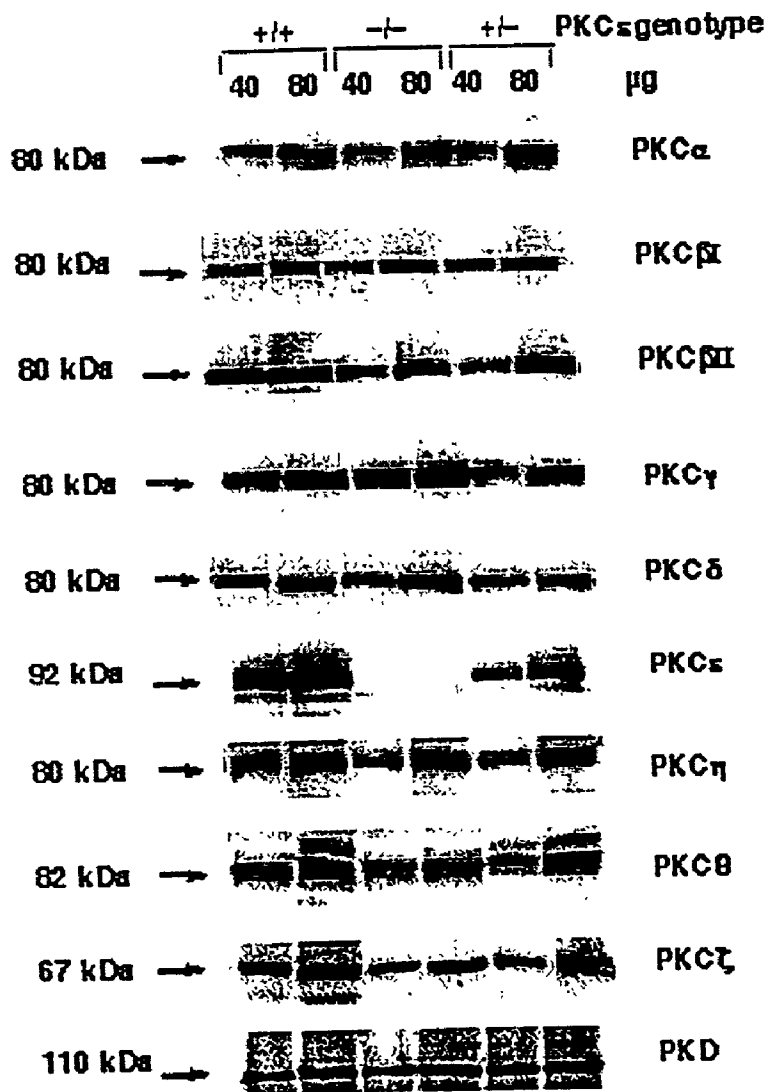 +/+ -/- +/- PKCε genotype
40 80 40 80 40 80 μg
80 kDa PKCα
80 kDa PKCβI
80 kDa PKCβII
80 kDa PKCγ
80 kDa PKCδ
92 kDa PKCε
80 kDa PKCη
82 kDa PKCθ
67 kDa PKCζ
110 kDa PKD